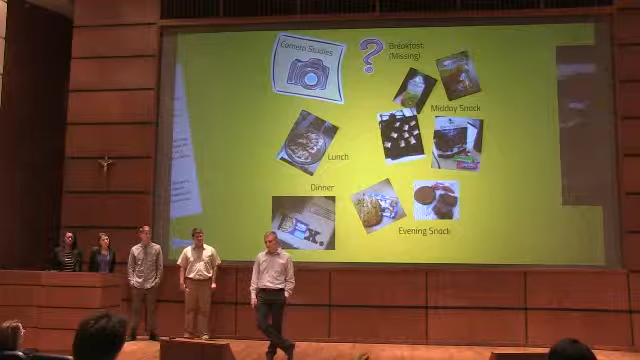 Camera Studies
Breakfast:
(Missing)
Midday Snack
Lunch
Dinner
Evening Snack